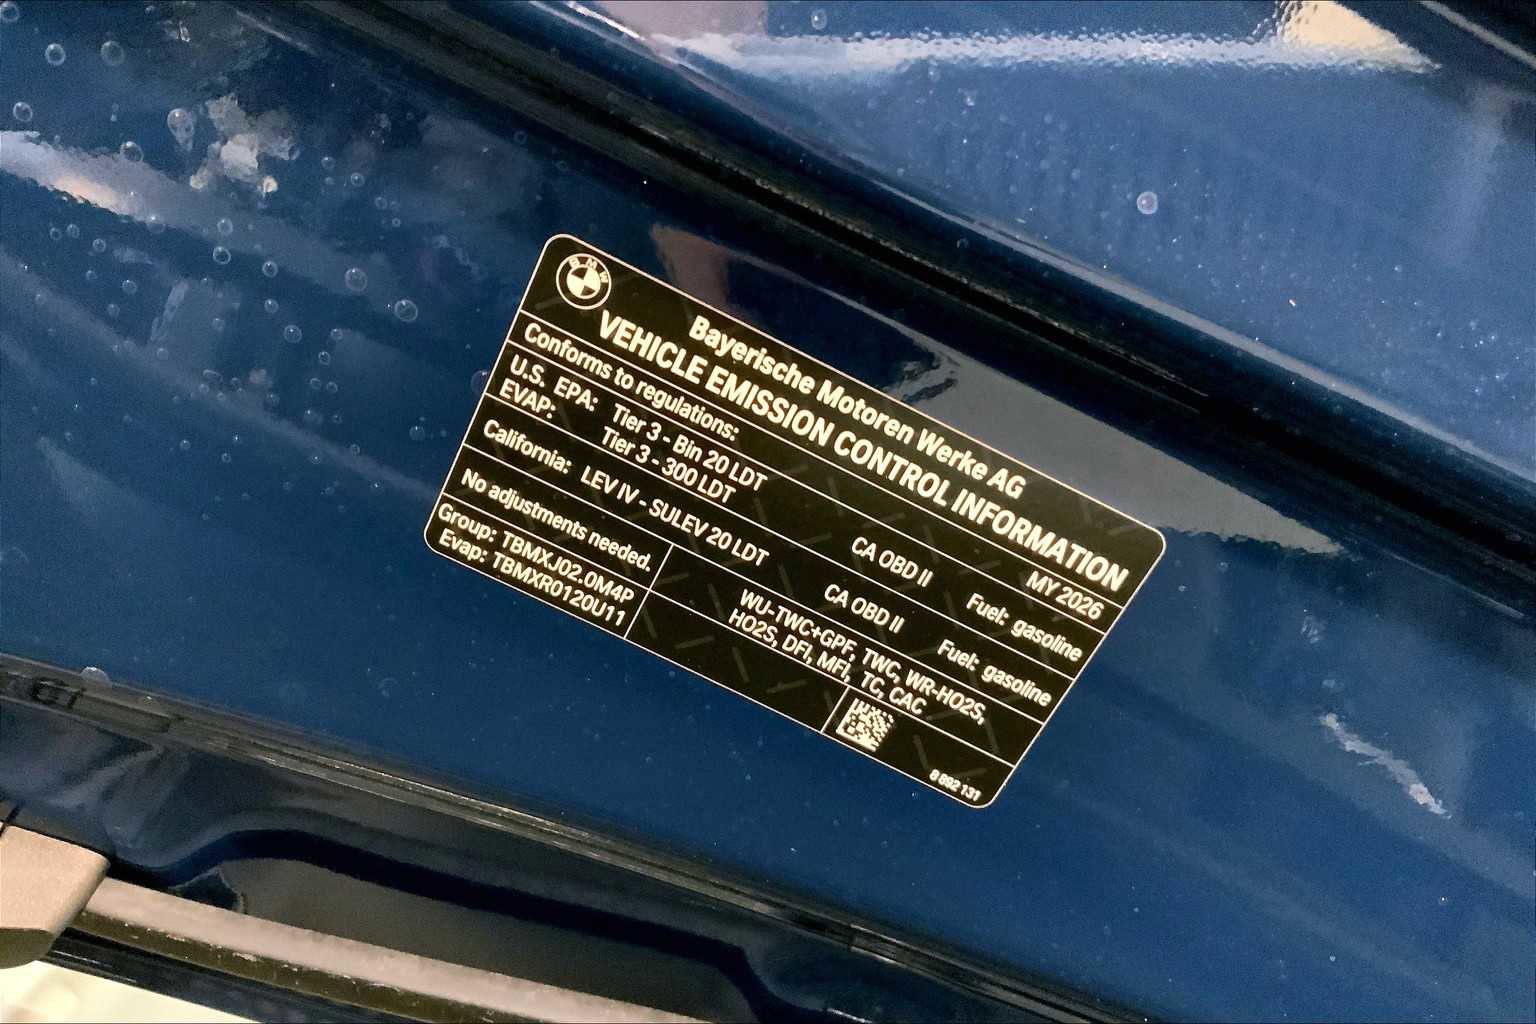 BMW
Bayerische Motoren Werke AG
VEHICLE EMISSION CONTROL INFORMATION
Conforms to regulations: MY 2026
U.S. EPA: Tier 3 - Bin 20 LDT CA OBD II Fuel: gasoline
EVAP: Tier 3 - 300 LDT
California: LEV IV - SULEV 20 LDT CA OBD II Fuel: gasoline
No adjustments needed. WU-TWC+GPF, TWC, WR-HO2S,
HO2S, DFI, MFI, TC, CAC
Group: TBMXJ02.0M4P
Evap: TBMXR0120U11
8 892 131